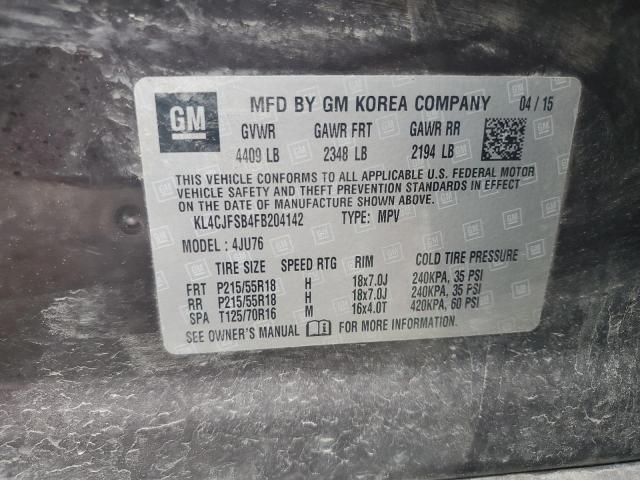 GM MFD BY GM KOREA COMPANY 04 / 15
GVWR GAWR FRT GAWR RR
4409 LB 2348 LB 2194 LB
THIS VEHICLE CONFORMS TO ALL APPLICABLE U.S. FEDERAL MOTOR
VEHICLE SAFETY AND THEFT PREVENTION STANDARDS IN EFFECT
ON THE DATE OF MANUFACTURE SHOWN ABOVE.
KL4CJFSB4FB204142 TYPE: MPV
MODEL : 4JU76
TIRE SIZE SPEED RTG RIM COLD TIRE PRESSURE
FRT P215/55R18 H 18x7.0J 240KPA, 35 PSI
RR P215/55R18 H 18x7.0J 240KPA, 35 PSI
SPA T125/70R16 M 16x4.0T 420KPA, 60 PSI
SEE OWNER'S MANUAL FOR MORE INFORMATION